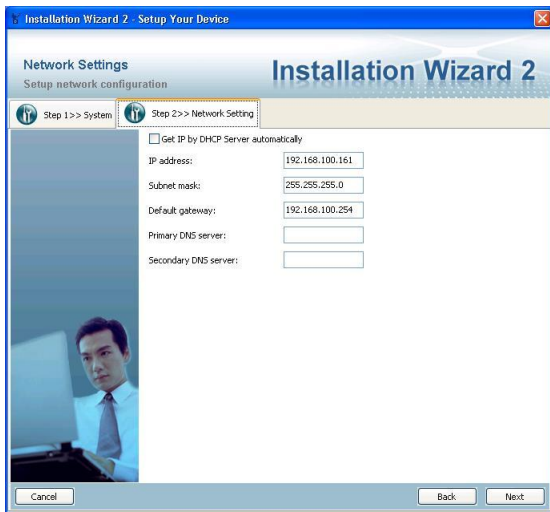 Installation Wizard 2 - Setup Your Device
Network Settings
Setup network configuration
Installation Wizard 2
Step 1>> System
Step 2>> Network Setting
Get IP by DHCP Server automatically
IP address: 192.168.100.161
Subnet mask: 255.255.255.0
Default gateway: 192.168.100.254
Primary DNS server:
Secondary DNS server:
Cancel Back Next